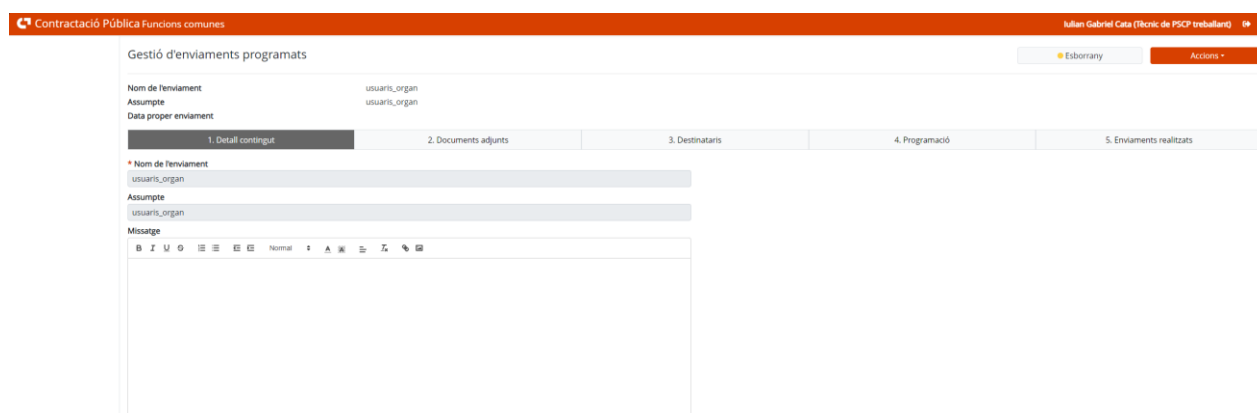 Contractació Pública Funcions comunes
Iulian Gabriel Cata (Tècnic de PSCP treballant)
Gestió d'enviaments programats
Esborrany
Accions
Nom de l'enviament usuaris_organ
Assumpte usuaris_organ
Data proper enviament
1. Detall contingut
2. Documents adjunts
3. Destinataris
4. Programació
5. Enviaments realitzats
* Nom de l'enviament
usuaris_organ
Assumpte
usuaris_organ
Missatge
B I U S Normal A A